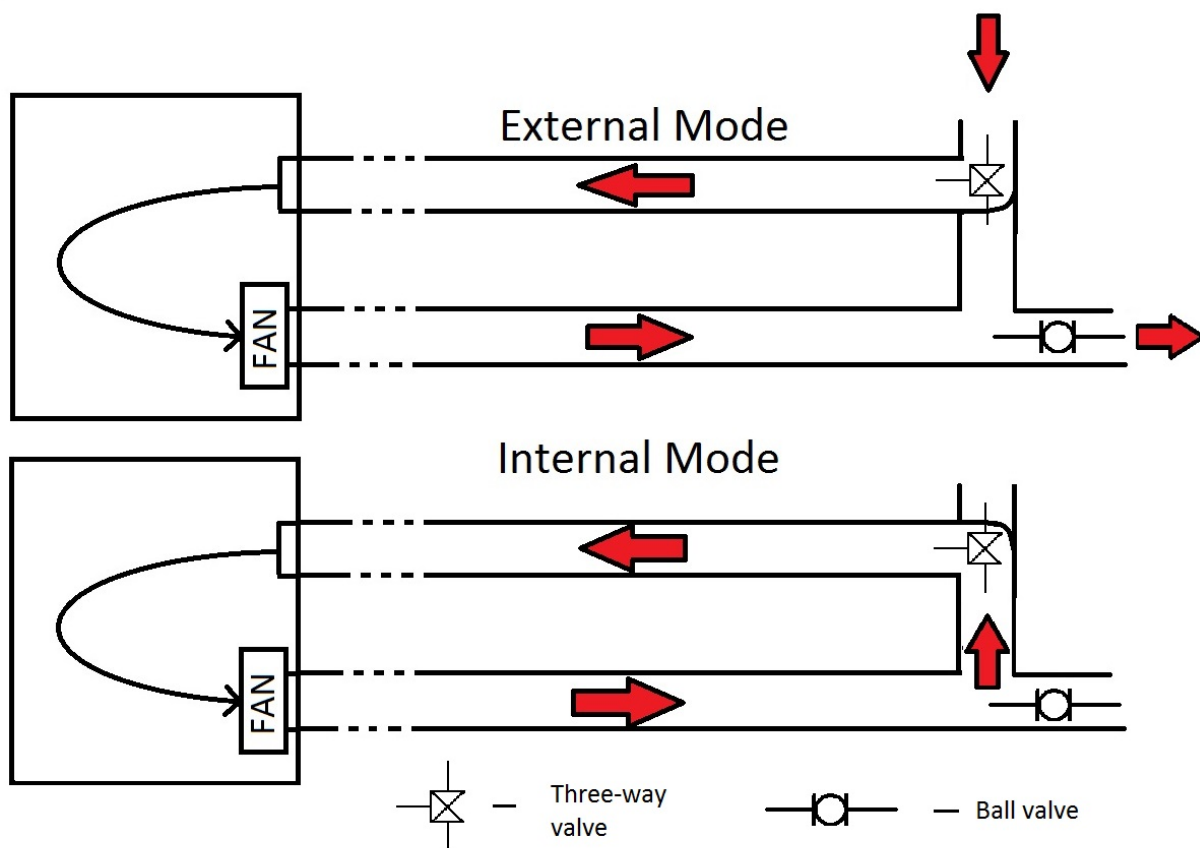 External Mode
FAN
Internal Mode
FAN
– Three-way
valve
– Ball valve